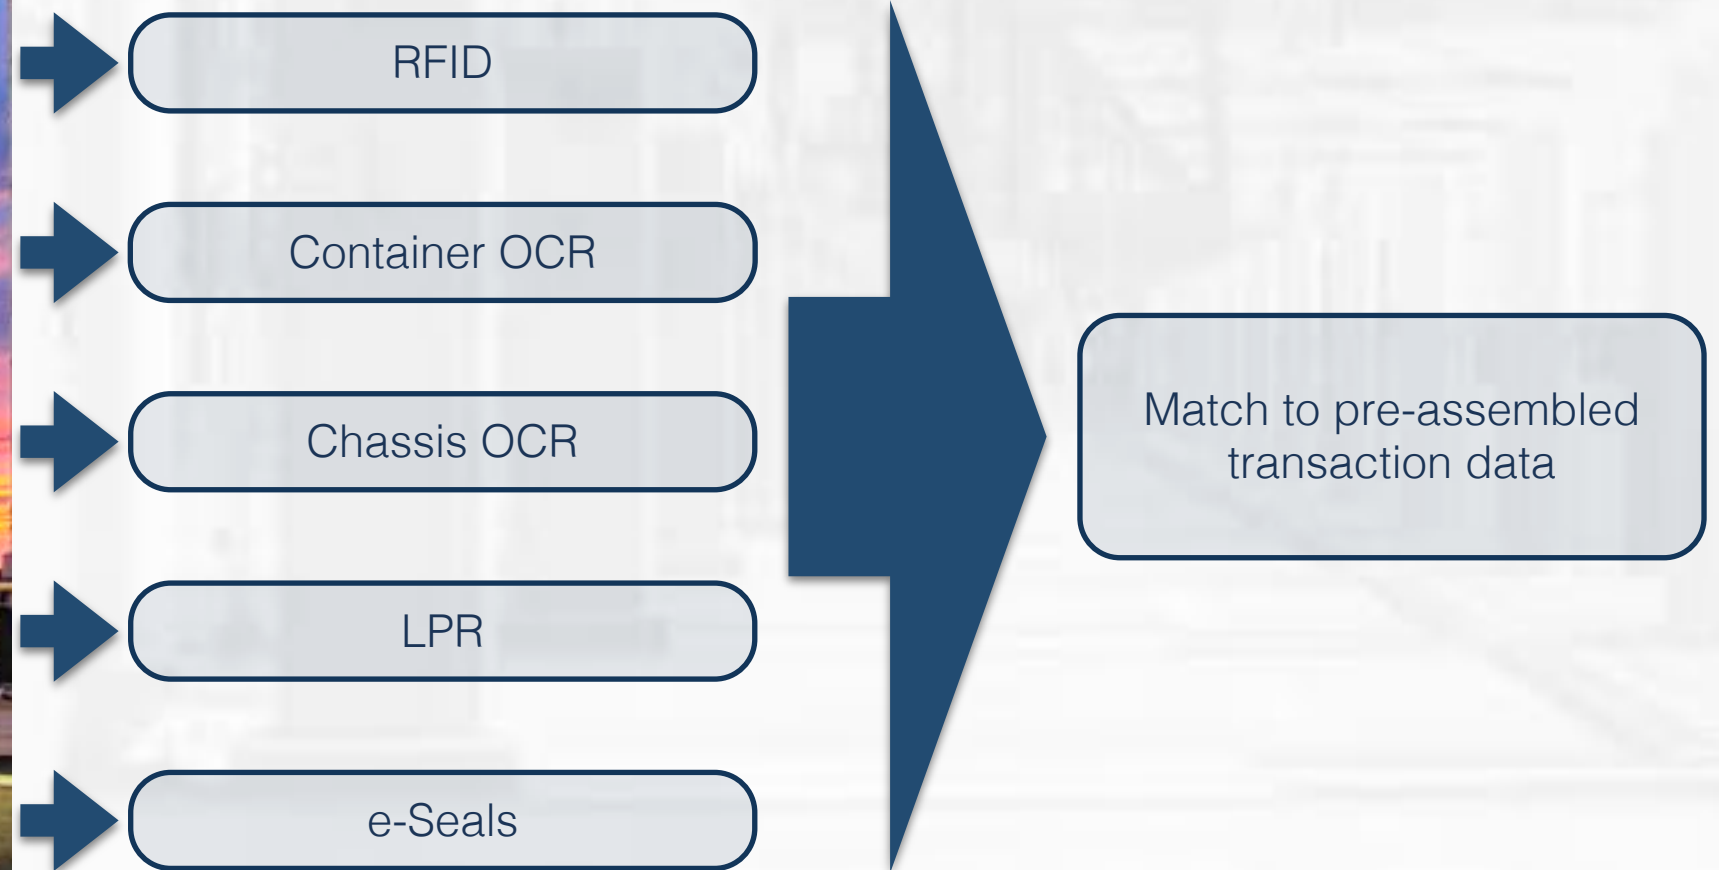 RFID
Container OCR
Chassis OCR
LPR
e-Seals
Match to pre-assembled
transaction data